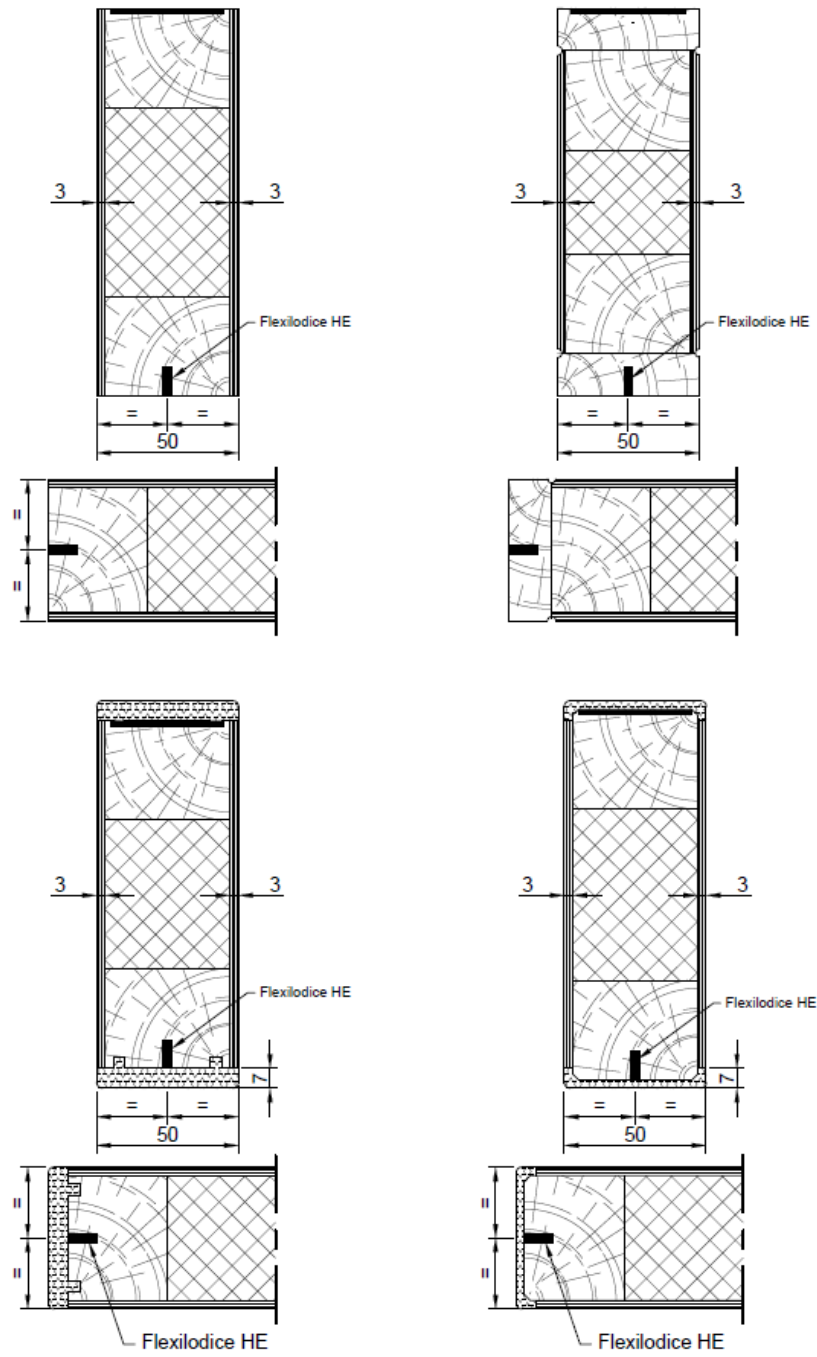 3 3 3 3
Flexilodice HE Flexilodice HE
= = = =
50 50
=
=
3 3 3 3
Flexilodice HE Flexilodice HE
7 7
= = = =
50 50
= =
= =
Flexilodice HE Flexilodice HE